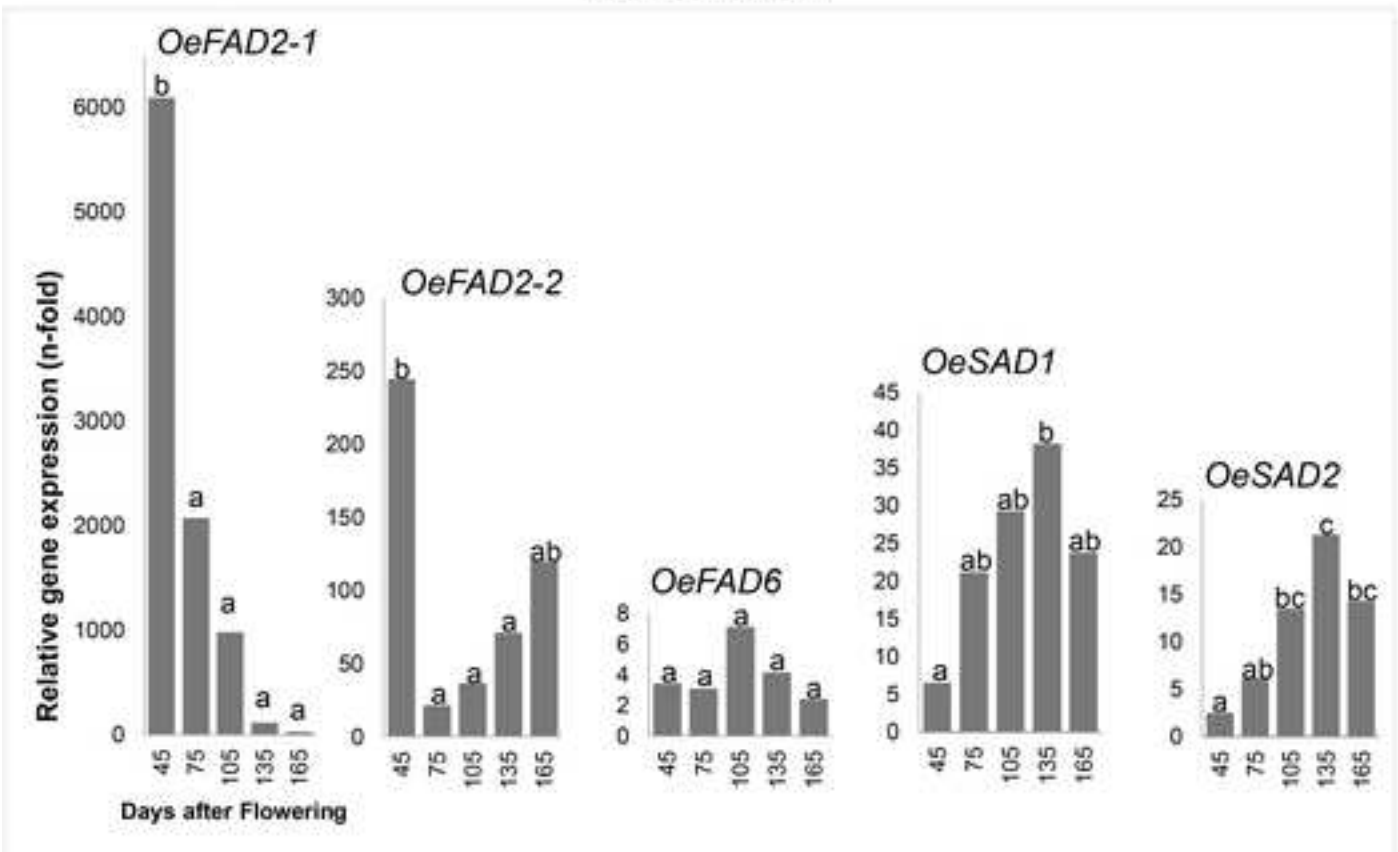 OeFAD2-1
Relative gene expression (n-fold)
6000
5000
4000
3000
2000
1000
0
b
a
a
a
a
45
75
105
135
165
Days after Flowering
OeFAD2-2
300
250
200
150
100
50
0
b
a
a
a
ab
45
75
105
135
165
OeFAD6
8
6
4
2
0
a
a
a
a
a
45
75
105
135
165
OeSAD1
45
40
35
30
25
20
15
10
5
0
a
ab
ab
b
ab
45
75
105
135
165
OeSAD2
25
20
15
10
5
0
a
ab
bc
c
bc
45
75
105
135
165